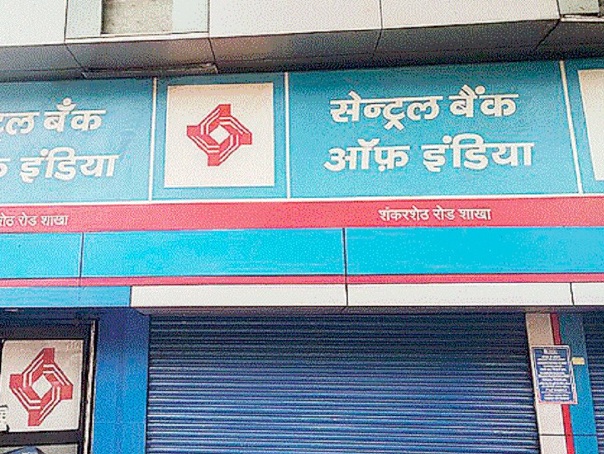 ट्रल बँक
इंडिया
रोड शाखा
सेन्ट्रल बैंक
ऑफ़ इंडिया
शंकरशेठ रोड शाखा